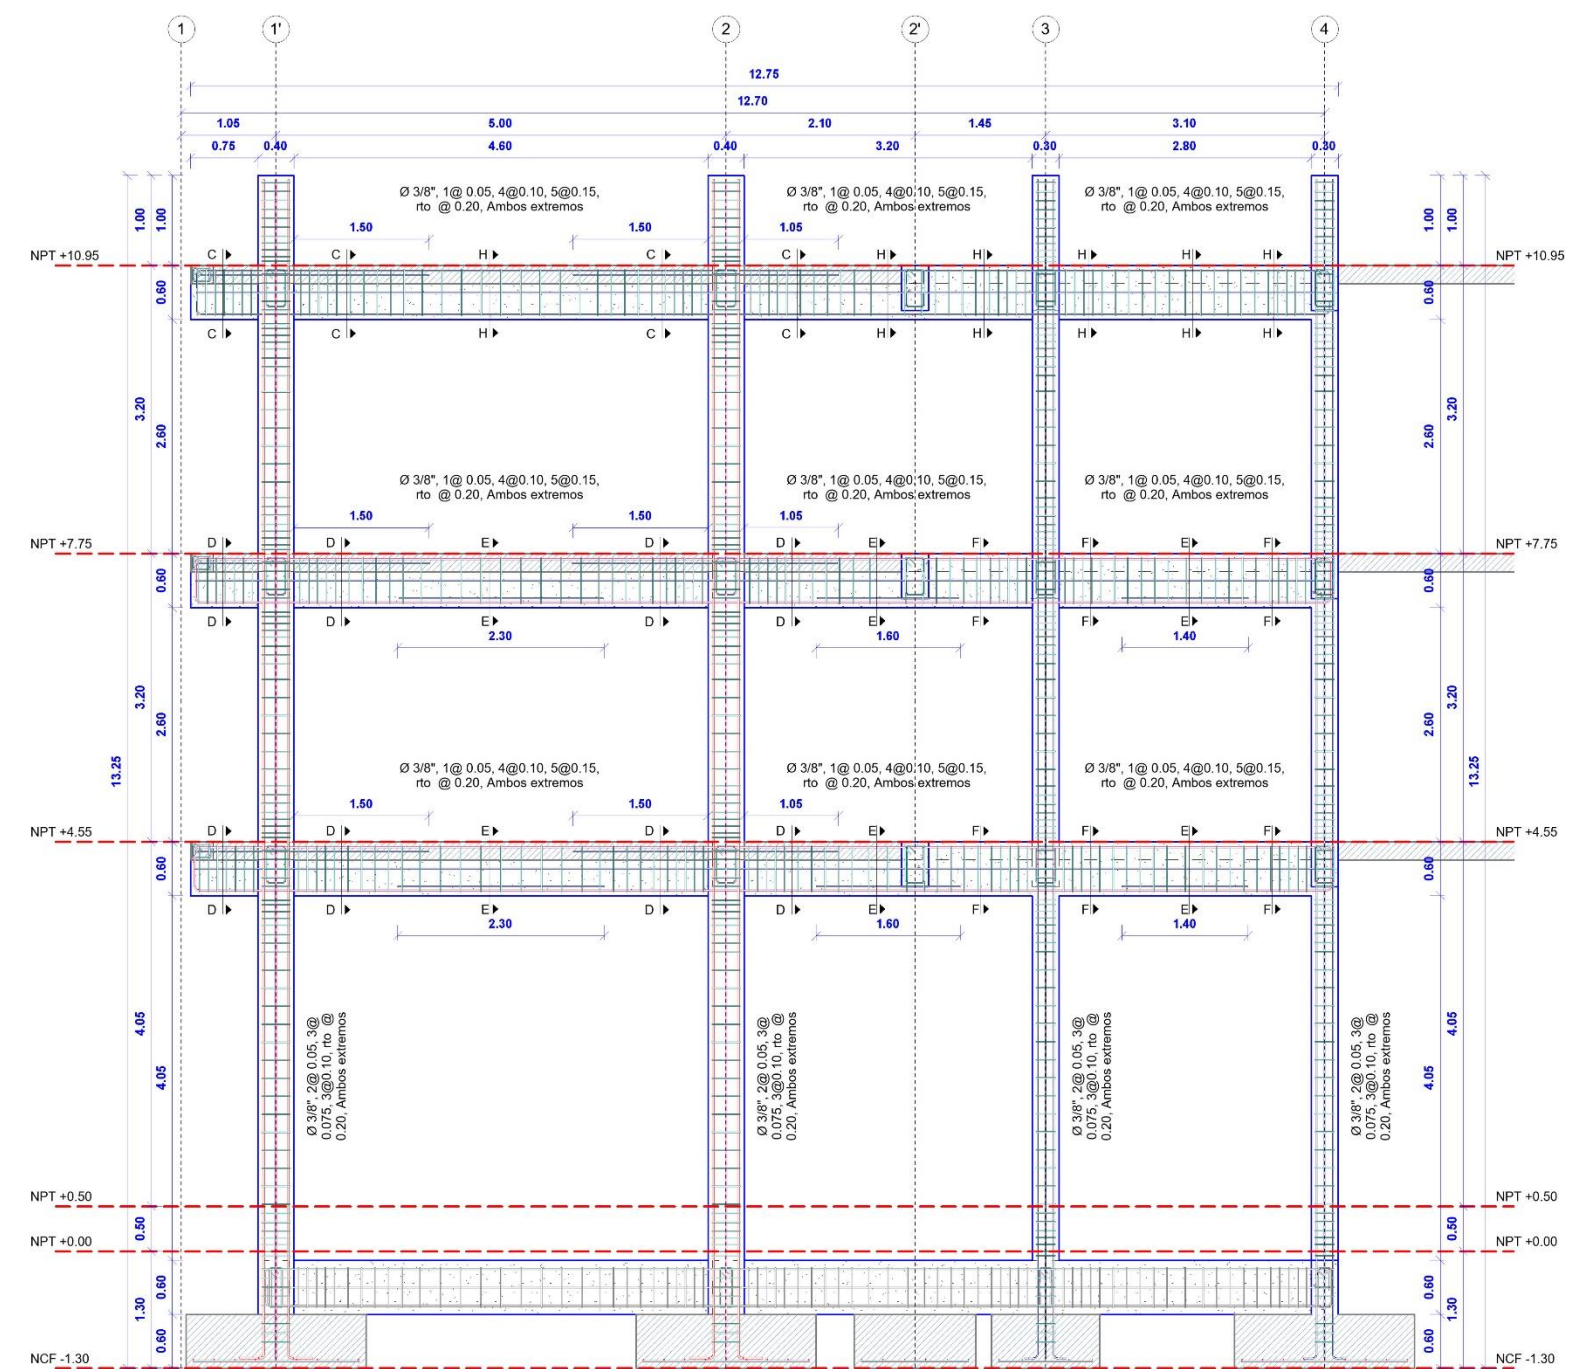 1 1' 2 2' 3 4
12.75
12.70
1.05 5.00 2.10 1.45 3.10
0.75 0.40 4.60 0.40 3.20 0.30 2.80 0.30
Ø 3/8", 1@ 0.05, 4@0.10, 5@0.15,
rto @ 0.20, Ambos extremos
Ø 3/8", 1@ 0.05, 4@0.10, 5@0.15,
rto @ 0.20, Ambos extremos
Ø 3/8", 1@ 0.05, 4@0.10, 5@0.15,
rto @ 0.20, Ambos extremos
1.00 1.00 1.00 1.00
1.50 1.50 1.05
NPT +10.95 C C H C C H H H H H NPT +10.95
0.60 0.60
C C H C C H H H H H
3.20 2.60 2.60 3.20
Ø 3/8", 1@ 0.05, 4@0.10, 5@0.15,
rto @ 0.20, Ambos extremos
Ø 3/8", 1@ 0.05, 4@0.10, 5@0.15,
rto @ 0.20, Ambos extremos
Ø 3/8", 1@ 0.05, 4@0.10, 5@0.15,
rto @ 0.20, Ambos extremos
1.50 1.50 1.05
NPT +7.75 D D E D D E F F E F NPT +7.75
0.60 0.60
D D E D D E F F E F
2.30 1.60 1.40
3.20 2.60 2.60 3.20
13.25 13.25
Ø 3/8", 1@ 0.05, 4@0.10, 5@0.15,
rto @ 0.20, Ambos extremos
Ø 3/8", 1@ 0.05, 4@0.10, 5@0.15,
rto @ 0.20, Ambos extremos
Ø 3/8", 1@ 0.05, 4@0.10, 5@0.15,
rto @ 0.20, Ambos extremos
1.50 1.50 1.05
NPT +4.55 D D E D D E F F E F NPT +4.55
0.60 0.60
D D E D D E F F E F
2.30 1.60 1.40
4.05 4.05 4.05 4.05
Ø 3/8", 2@ 0.05, 3@
0.075, 3@0.10, rto @
0.20, Ambos extremos
Ø 3/8", 2@ 0.05, 3@
0.075, 3@0.10, rto @
0.20, Ambos extremos
Ø 3/8", 2@ 0.05, 3@
0.075, 3@0.10, rto @
0.20, Ambos extremos
Ø 3/8", 2@ 0.05, 3@
0.075, 3@0.10, rto @
0.20, Ambos extremos
NPT +0.50 NPT +0.50
0.50 0.50
NPT +0.00 NPT +0.00
1.30 0.60 0.60 1.30
0.60 0.60
NCF -1.30 NCF -1.30